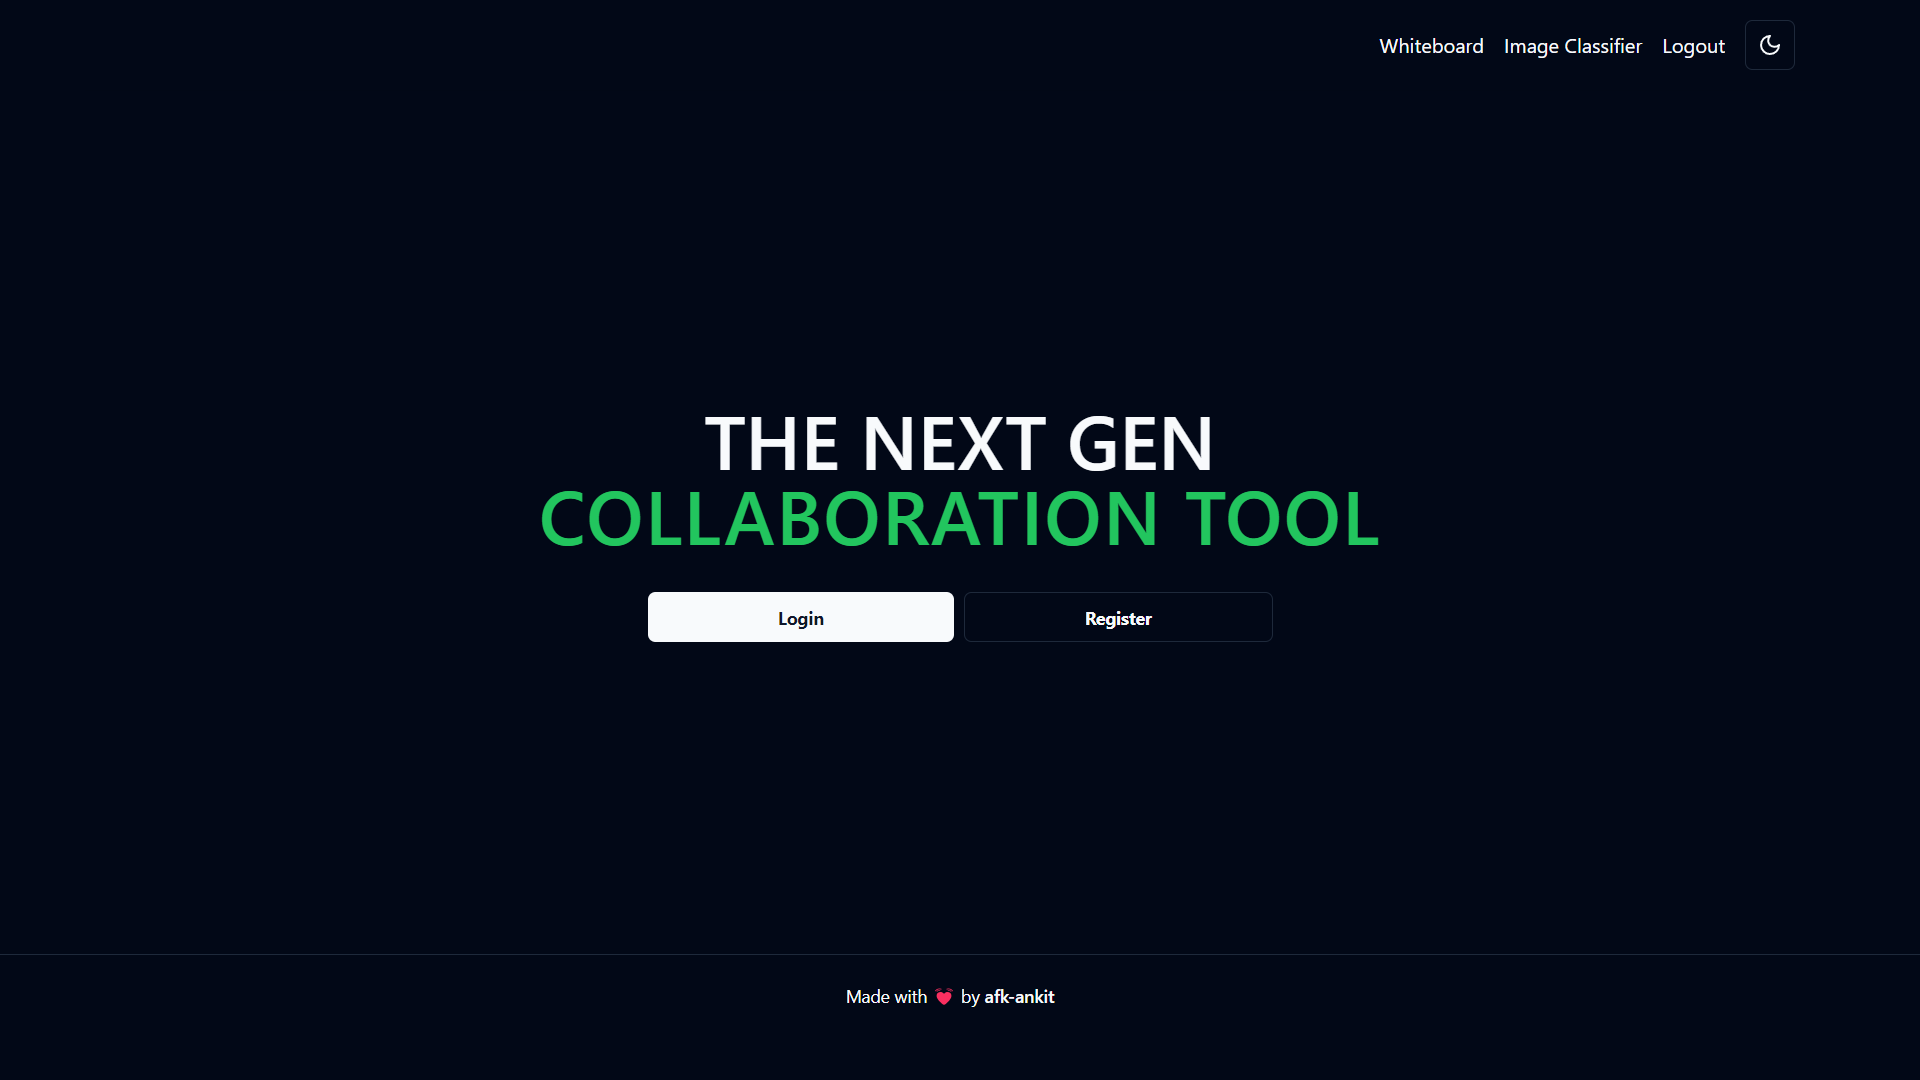 Whiteboard Image Classifier Logout
THE NEXT GEN
COLLABORATION TOOL
Login Register
Made with 💓 by afk-ankit